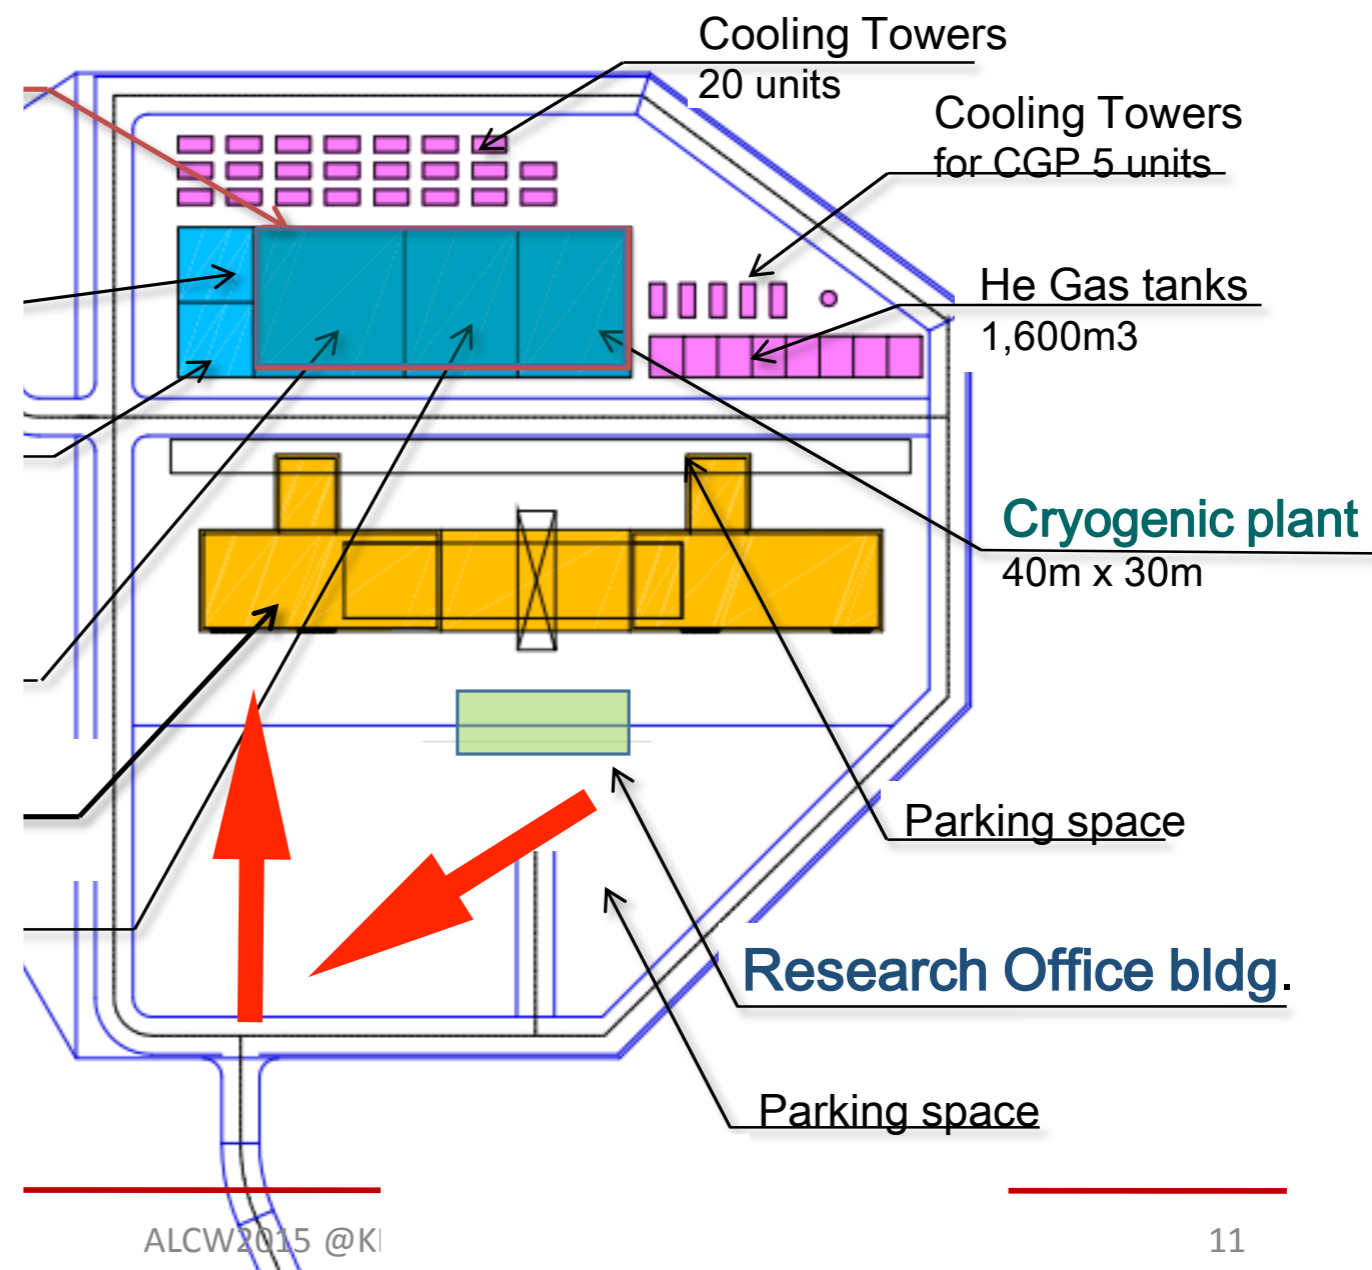 Cooling Towers
20 units
Cooling Towers
for CGP 5 units
He Gas tanks
1,600m3
Cryogenic plant
40m x 30m
Parking space
Research Office bldg.
Parking space
ALCW2015 @K
11